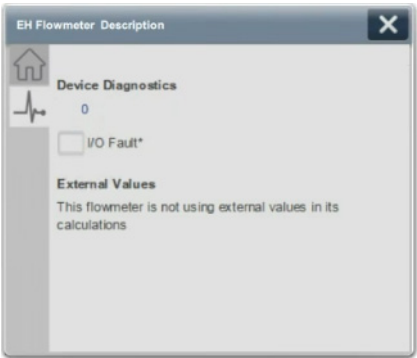 EH Flowmeter Description
Device Diagnostics
0
I/O Fault*
External Values
This flowmeter is not using external values in its
calculations